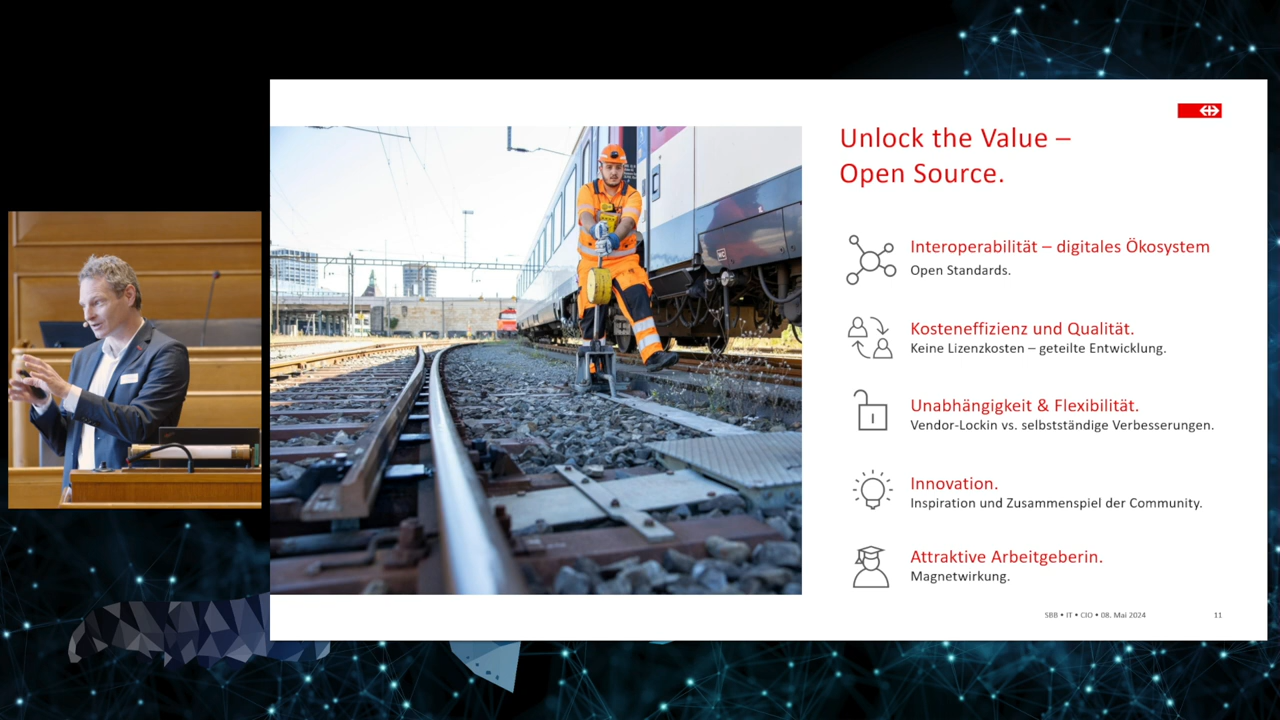 Unlock the Value –
Open Source.
Interoperabilität – digitales Ökosystem
Open Standards.
Kosteneffizienz und Qualität.
Keine Lizenzkosten – geteilte Entwicklung.
Unabhängigkeit & Flexibilität.
Vendor-Lockin vs. selbstständige Verbesserungen.
Innovation.
Inspiration und Zusammenspiel der Community.
Attraktive Arbeitgeberin.
Magnetwirkung.
SBB • IT • CIO • 08. Mai 2024
11